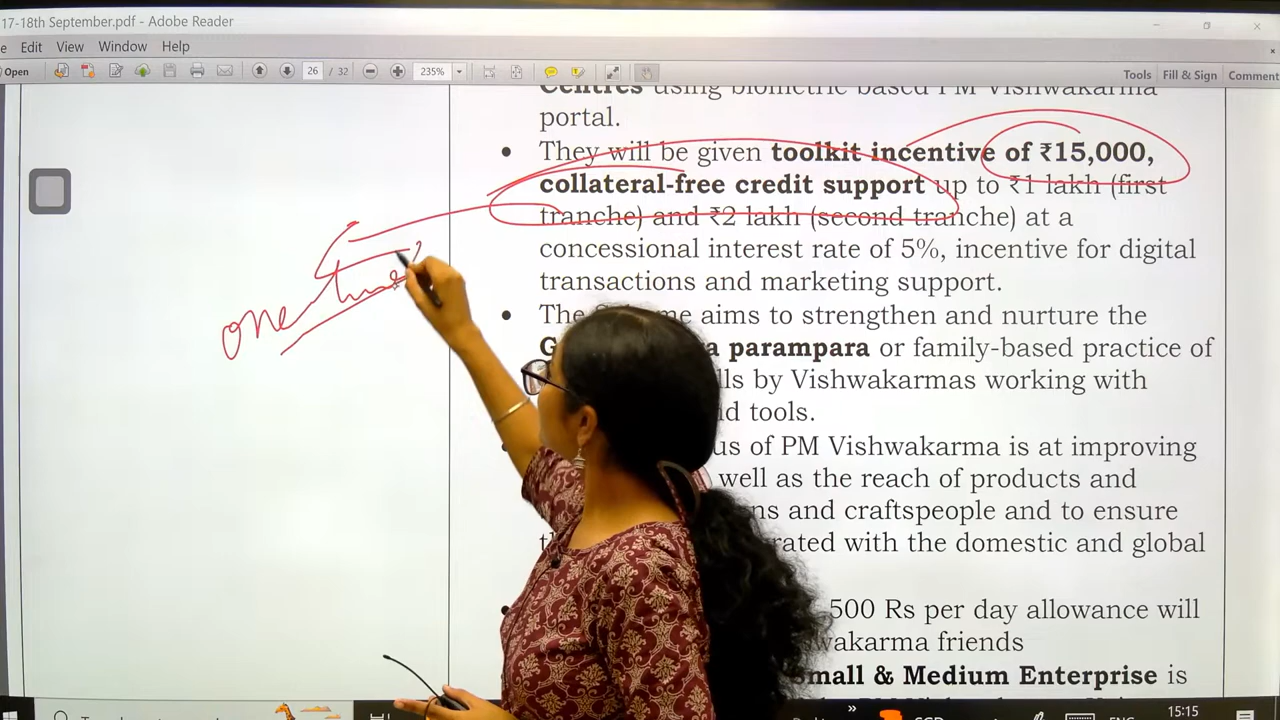 17-18th September.pdf - Adobe Reader
e Edit View Window Help
Open 26 / 32 235% Tools Fill & Sign Comment
Centres using biometric based PM Vishwakarma
portal.
• They will be given toolkit incentive of ₹15,000,
collateral-free credit support up to ₹1 lakh (first
tranche) and ₹2 lakh (second tranche) at a
concessional interest rate of 5%, incentive for digital
transactions and marketing support.
one time
• The Scheme aims to strengthen and nurture the
G a parampara or family-based practice of
lls by Vishwakarmas working with
d tools.
us of PM Vishwakarma is at improving
well as the reach of products and
ns and craftspeople and to ensure
rated with the domestic and global
500 Rs per day allowance will
wakarma friends
Small & Medium Enterprise is
15:15